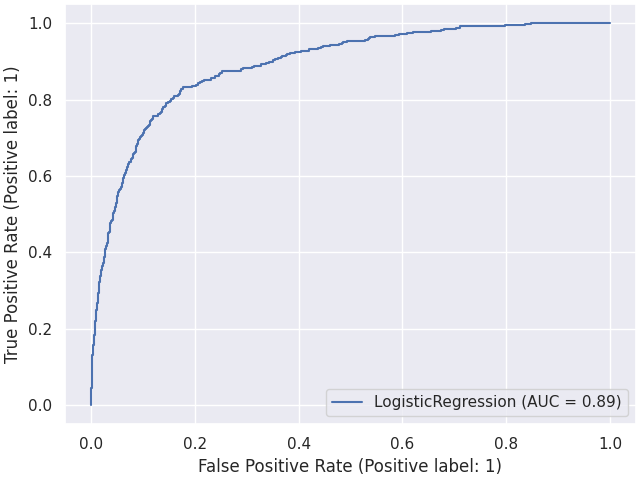 1.0
0.8
0.6
0.4
0.2
0.0
True Positive Rate (Positive label: 1)
LogisticRegression (AUC = 0.89)
0.0 0.2 0.4 0.6 0.8 1.0
False Positive Rate (Positive label: 1)